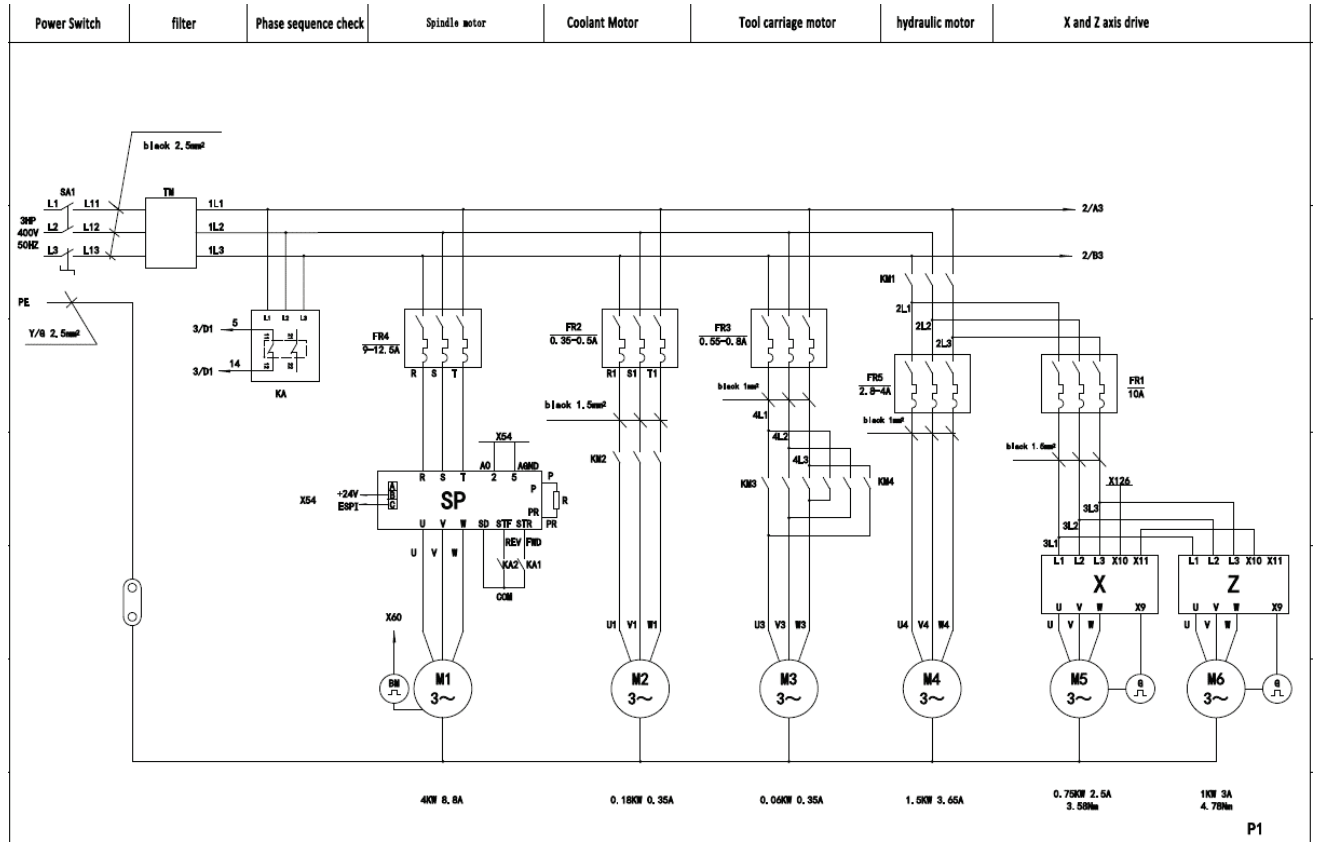 Power Switch
filter
Phase sequence check
Spindle motor
Coolant Motor
Tool carriage motor
hydraulic motor
X and Z axis drive
black 2.5mm²
SA1
TM
L1 L11
1L1
3HP
400V
50HZ
L2 L12
1L2
L3 L13
1L3
2/A3
2/B3
PE
Y/G 2.5mm²
3/D1 5
3/D1 14
L1 L2 L3
KA
FR4
9-12.5A
R S T
FR2
0.35-0.5A
R1 S1 T1
FR3
0.55-0.8A
KM1
2L1
2L2
2L3
FR5
2.8-4A
FR1
10A
black 1.5mm²
black 1mm²
4L1
4L2
4L3
black 1mm²
black 1.5mm²
X54
AO AGND
R S T 2 5
P
P
R
PR
PR
X54
+24V
ESPI
A
B
C
SP
U V W SD STF STR
REV FWD
U V W
KA2 KA1
COM
KM2
KM3
KM4
X126
3L3
3L2
3L1
L1 L2 L3 X10 X11
X
U V W X9
L1 L2 L3 X10 X11
Z
U V W X9
X60
U1 V1 W1
U3 V3 W3
U4 V4 W4
U V W
U V W
BM
M1
3~
M2
3~
M3
3~
M4
3~
M5
3~
G
M6
3~
G
4KW 8.8A
0.18KW 0.35A
0.06KW 0.35A
1.5KW 3.65A
0.75KW 2.5A
3.58Nm
1KW 3A
4.78Nm
P1